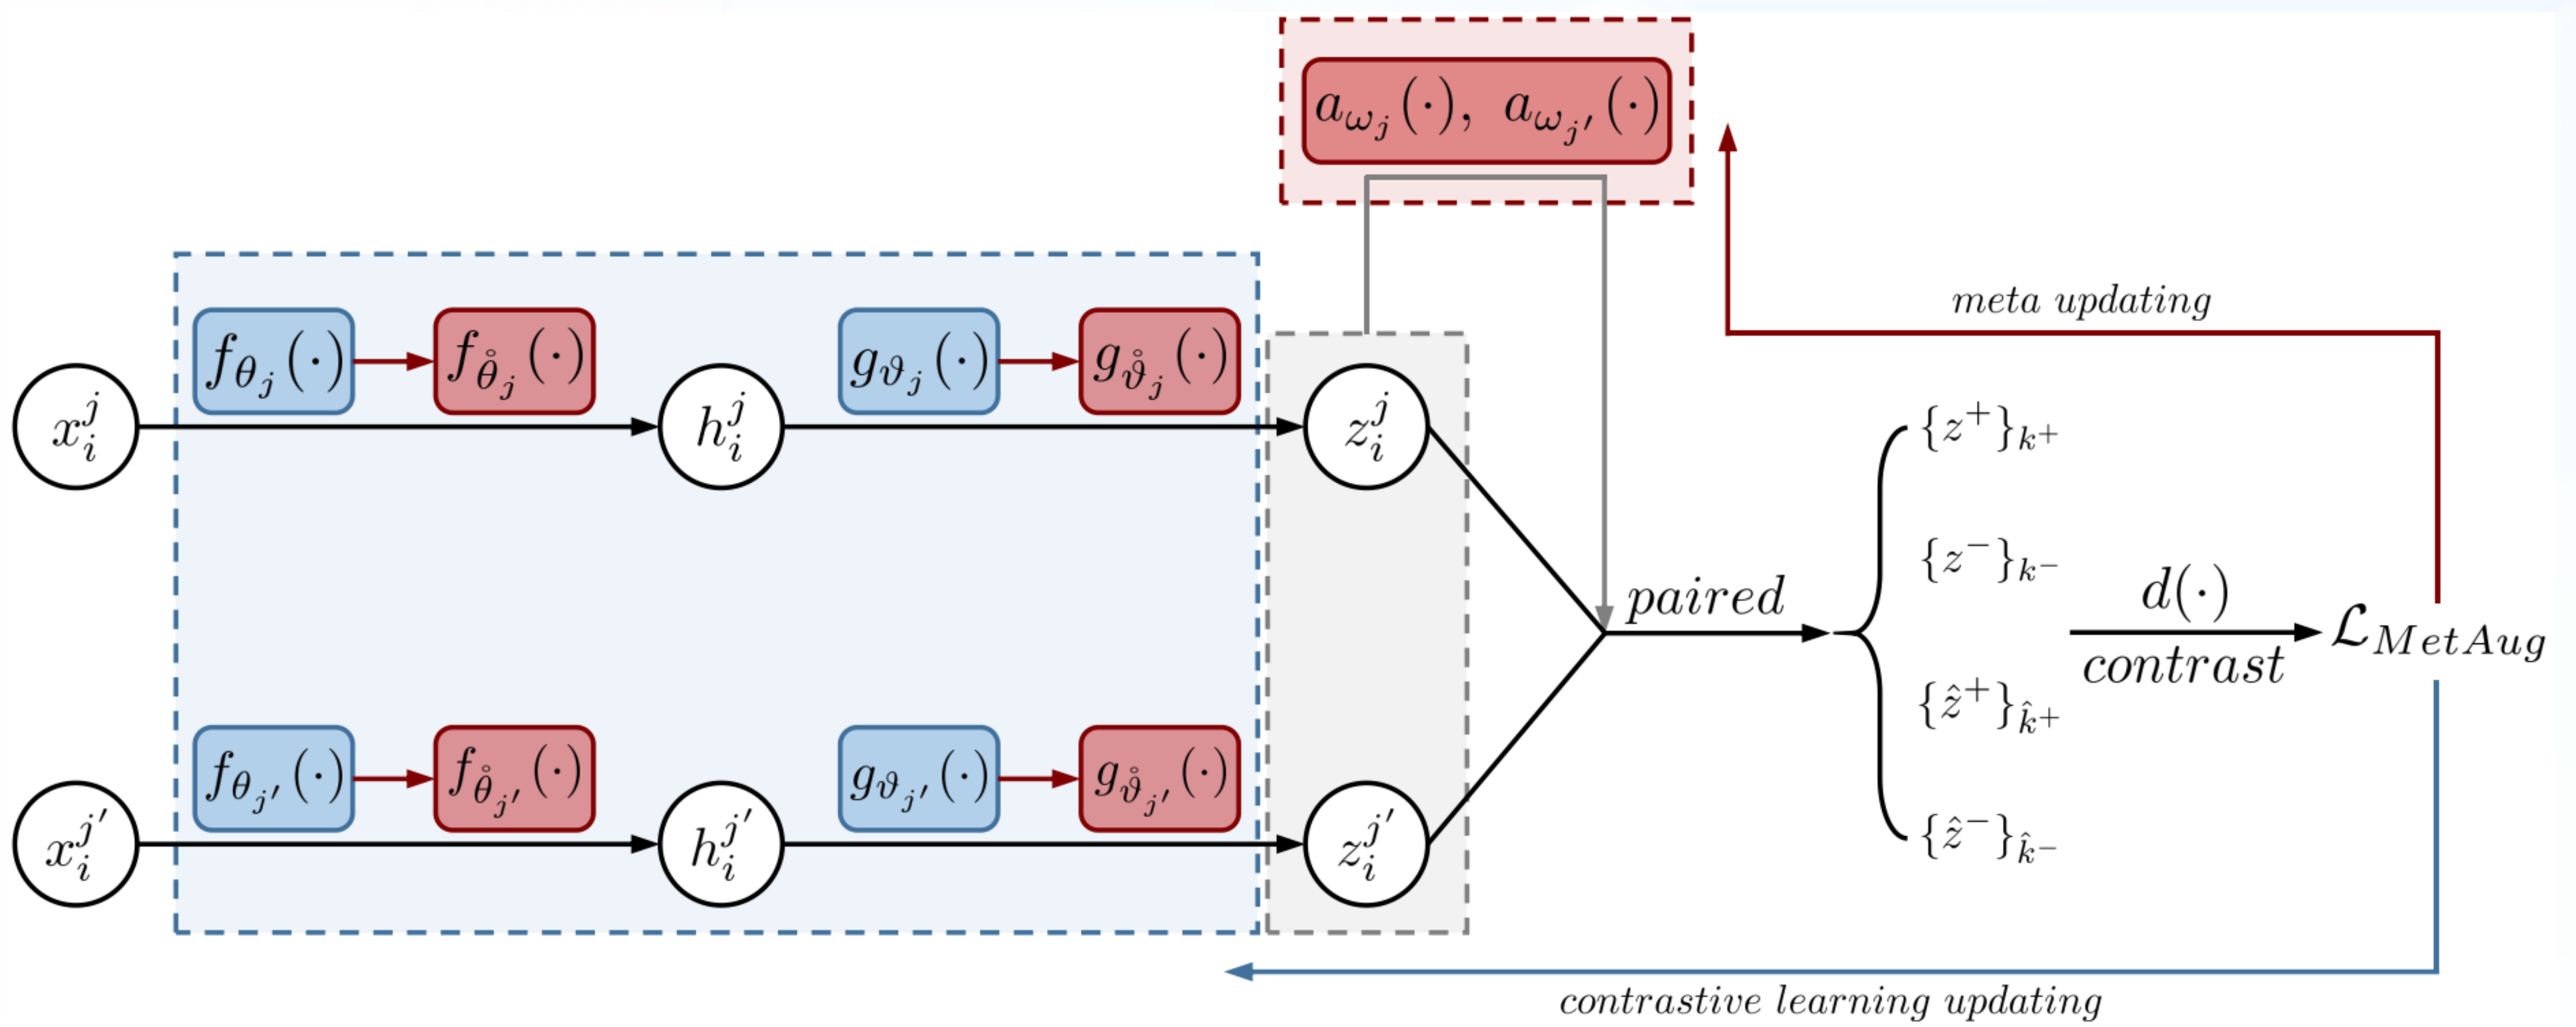 a_{ω_j}(·), a_{ω_{j'}}(·)
meta updating
f_{θ_j}(·) f_{θ̊_j}(·) g_{ϑ_j}(·) g_{ϑ̊_j}(·)
x_i^j h_i^j z_i^j
{z^+}_{k^+}
{z^-}_{k^-}
paired
d(·)
contrast
ℒ_{MetAug}
{ẑ^+}_{k̂^+}
f_{θ_{j'}}(·) f_{θ̊_{j'}}(·) g_{ϑ_{j'}}(·) g_{ϑ̊_{j'}}(·)
x_i^{j'} h_i^{j'} z_i^{j'}
{ẑ^-}_{k̂^-}
contrastive learning updating